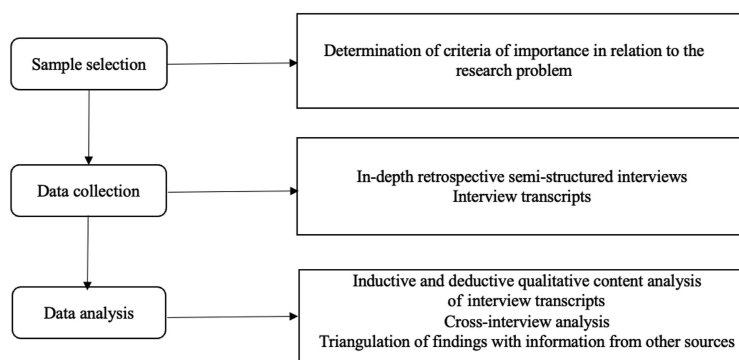 Sample selection
Determination of criteria of importance in relation to the
research problem
Data collection
In-depth retrospective semi-structured interviews
Interview transcripts
Data analysis
Inductive and deductive qualitative content analysis
of interview transcripts
Cross-interview analysis
Triangulation of findings with information from other sources